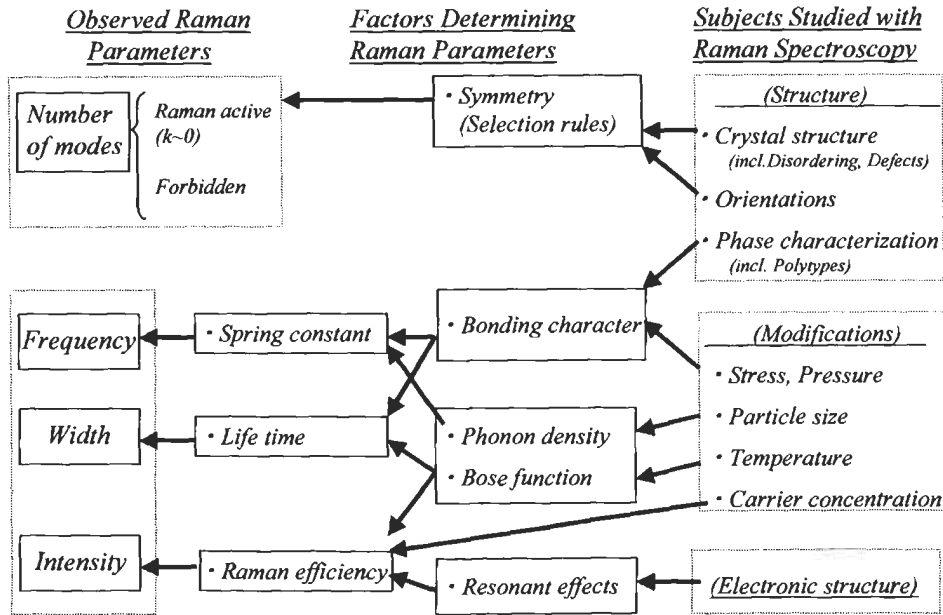 Observed Raman
Parameters
Factors Determining
Raman Parameters
Subjects Studied with
Raman Spectroscopy
Number
of modes
Raman active
(k~0)
Forbidden
· Symmetry
(Selection rules)
(Structure)
· Crystal structure
(incl.Disordering, Defects)
· Orientations
· Phase characterization
(incl. Polytypes)
Frequency
· Spring constant
· Bonding character
(Modifications)
· Stress, Pressure
· Particle size
· Temperature
· Carrier concentration
Width
· Life time
· Phonon density
· Bose function
Intensity
· Raman efficiency
· Resonant effects
(Electronic structure)